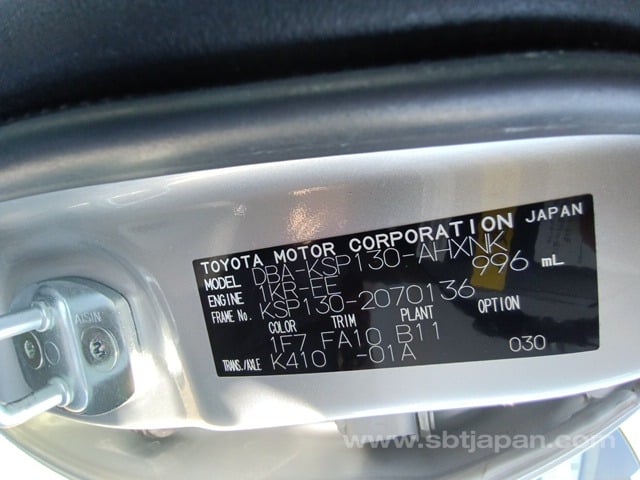 TOYOTA MOTOR CORPORATION JAPAN
MODEL DBA-KSP130-AHXNK
ENGINE 1KR-FE 996 mL
FRAME No. KSP130-2070136
COLOR TRIM PLANT OPTION
1F7 FA10 B11
TRANS./AXLE K410 -01A 030
AISIN
www.sbtjapan.com